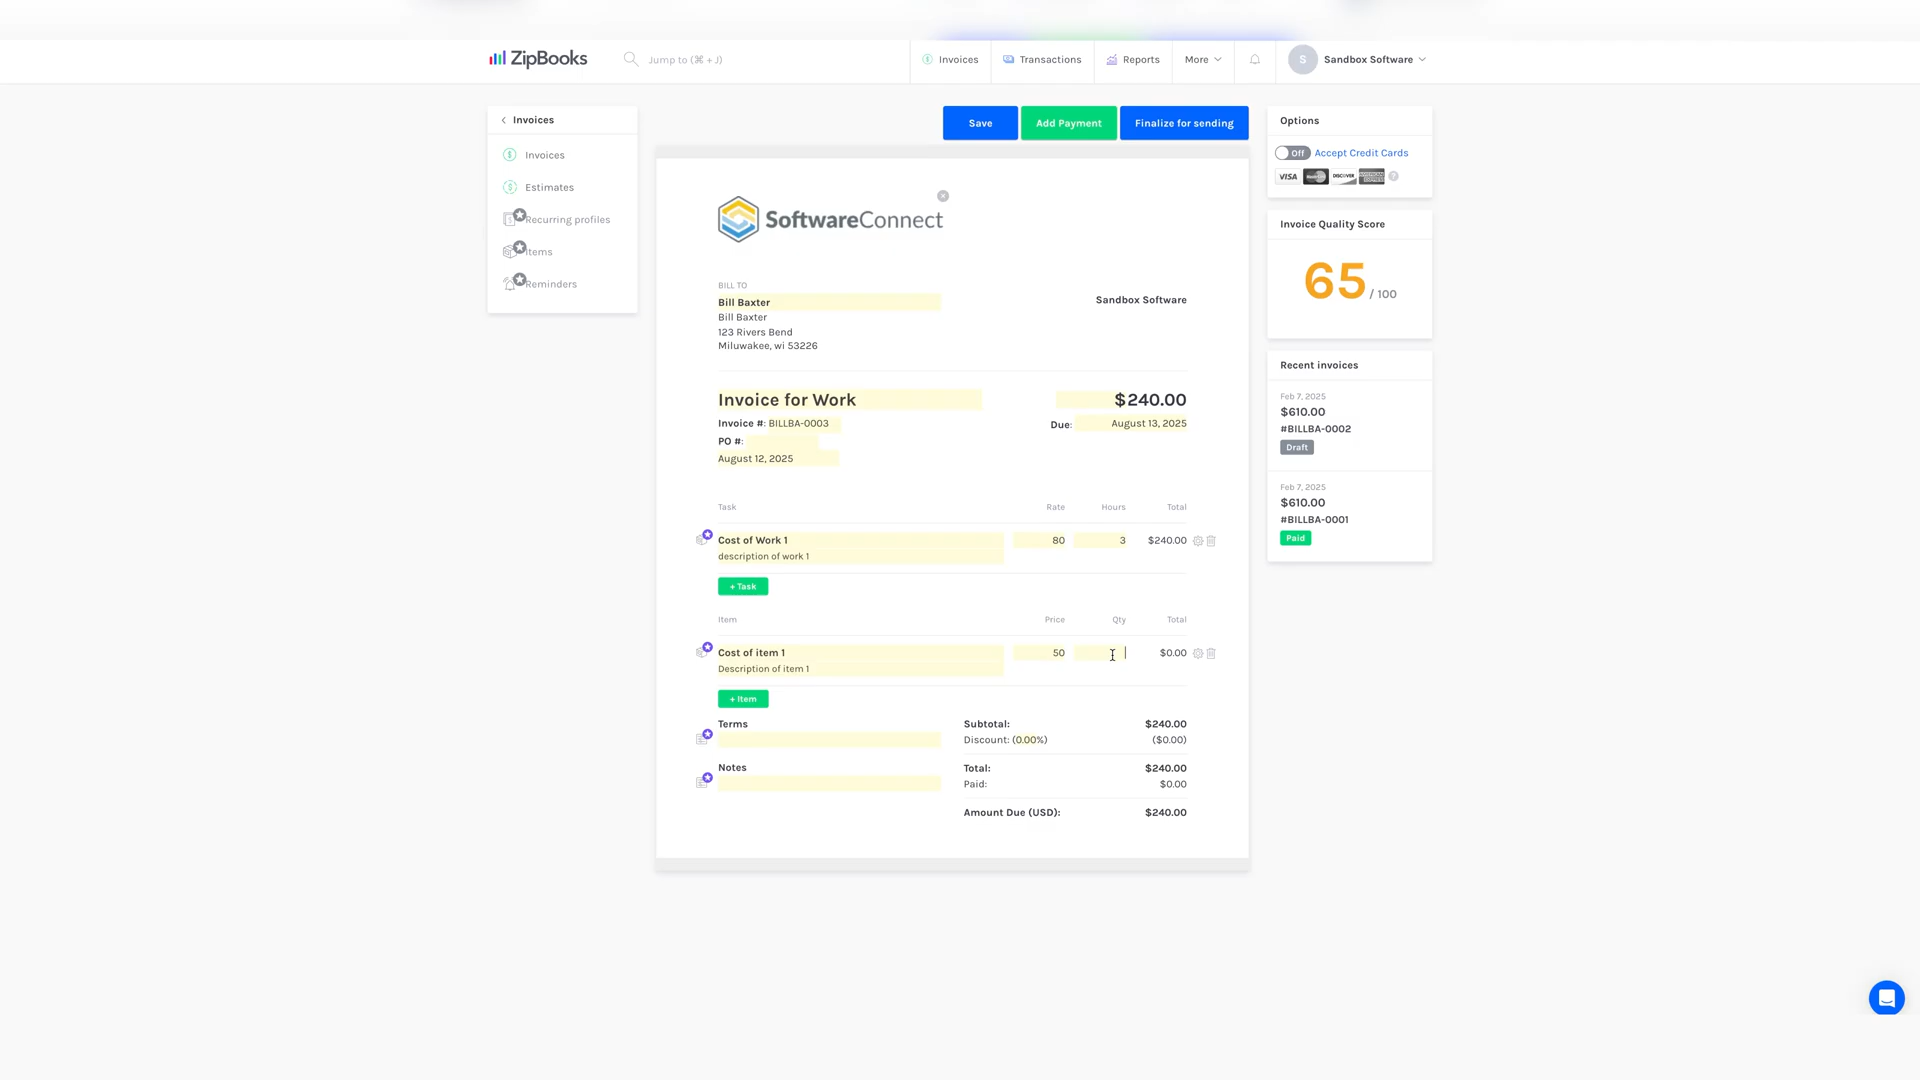 ZipBooks
Jump to (⌘ + J)
Invoices
Transactions
Reports
More
S
Sandbox Software
Invoices
Invoices
Estimates
Recurring profiles
Items
Reminders
Save
Add Payment
Finalize for sending
SoftwareConnect
BILL TO
Bill Baxter
Bill Baxter
123 Rivers Bend
Miluwakee, wi 53226
Sandbox Software
Invoice for Work
$240.00
Invoice #: BILLBA-0003
Due: August 13, 2025
PO #:
August 12, 2025
Task Rate Hours Total
Cost of Work 1 80 3 $240.00
description of work 1
+ Task
Item Price Qty Total
Cost of item 1 50 $0.00
Description of item 1
+ Item
Terms
Notes
Subtotal: $240.00
Discount: (0.00%) ($0.00)
Total: $240.00
Paid: $0.00
Amount Due (USD): $240.00
Options
Off Accept Credit Cards
VISA MasterCard DISCOVER AMERICAN EXPRESS ?
Invoice Quality Score
65 / 100
Recent invoices
Feb 7, 2025
$610.00
#BILLBA-0002
Draft
Feb 7, 2025
$610.00
#BILLBA-0001
Paid